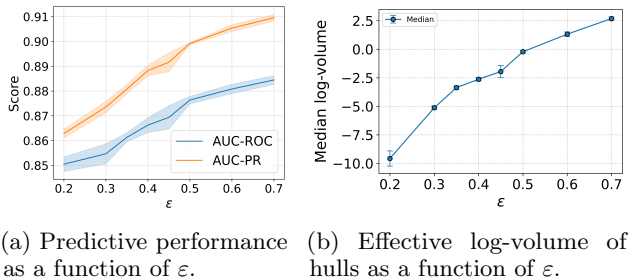 0.91
0.90
0.89
0.88
0.87
0.86
0.85
Score
AUC-ROC
AUC-PR
0.2 0.3 0.4 0.5 0.6 0.7
ε
2.5
0.0
−2.5
−5.0
−7.5
−10.0
Median log-volume
Median
0.2 0.3 0.4 0.5 0.6 0.7
ε
(a) Predictive performance
as a function of ε.
(b) Effective log-volume of
hulls as a function of ε.